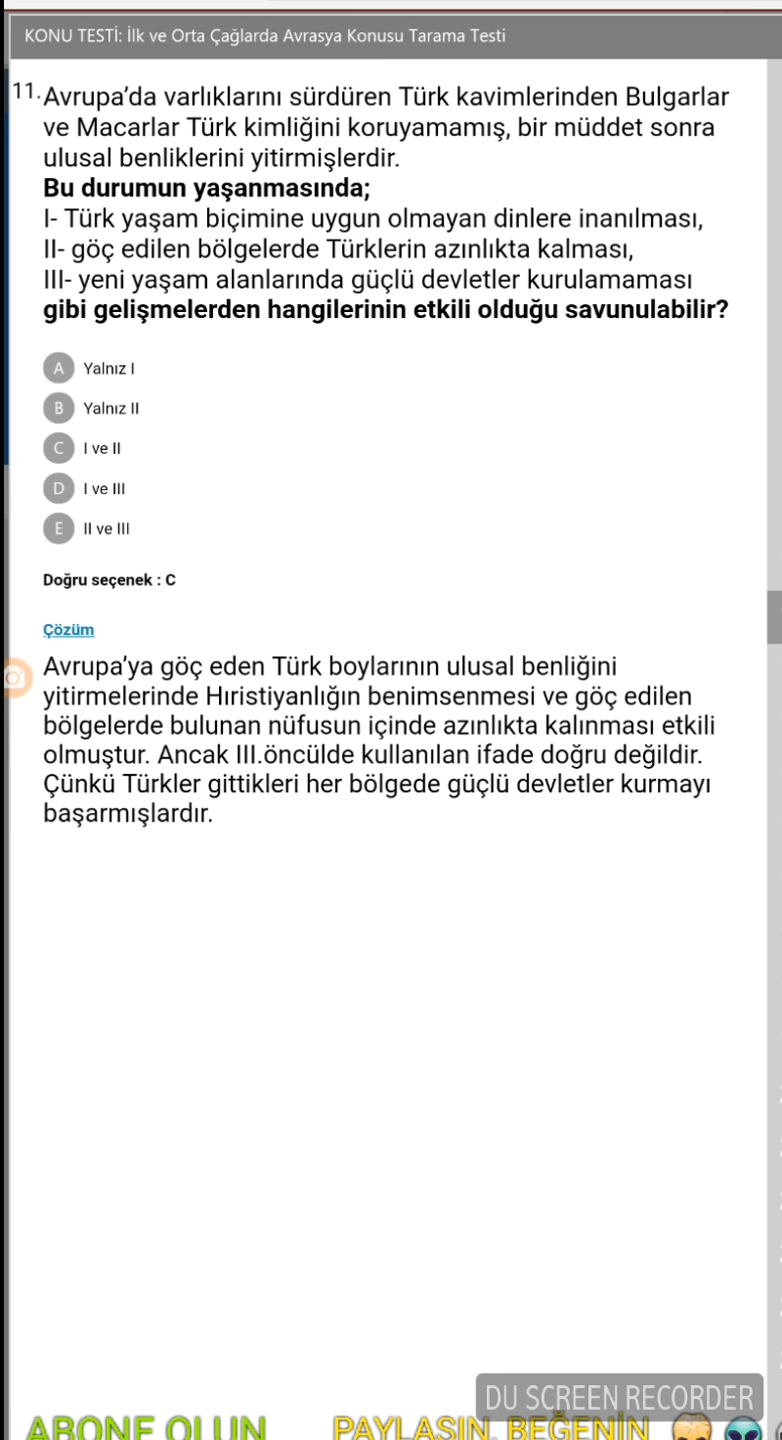 KONU TESTİ: İlk ve Orta Çağlarda Avrasya Konusu Tarama Testi
11. Avrupa'da varlıklarını sürdüren Türk kavimlerinden Bulgarlar
ve Macarlar Türk kimliğini koruyamamış, bir müddet sonra
ulusal benliklerini yitirmişlerdir.
Bu durumun yaşanmasında;
I- Türk yaşam biçimine uygun olmayan dinlere inanılması,
II- göç edilen bölgelerde Türklerin azınlıkta kalması,
III- yeni yaşam alanlarında güçlü devletler kurulamaması
gibi gelişmelerden hangilerinin etkili olduğu savunulabilir?
A Yalnız I
B Yalnız II
C I ve II
D I ve III
E II ve III
Doğru seçenek : C
Çözüm
Avrupa'ya göç eden Türk boylarının ulusal benliğini
yitirmelerinde Hıristiyanlığın benimsenmesi ve göç edilen
bölgelerde bulunan nüfusun içinde azınlıkta kalınması etkili
olmuştur. Ancak III.öncülde kullanılan ifade doğru değildir.
Çünkü Türkler gittikleri her bölgede güçlü devletler kurmayı
başarmışlardır.
DU SCREEN RECORDER
ABONE OLUN PAYLAŞIN, BEĞENİN